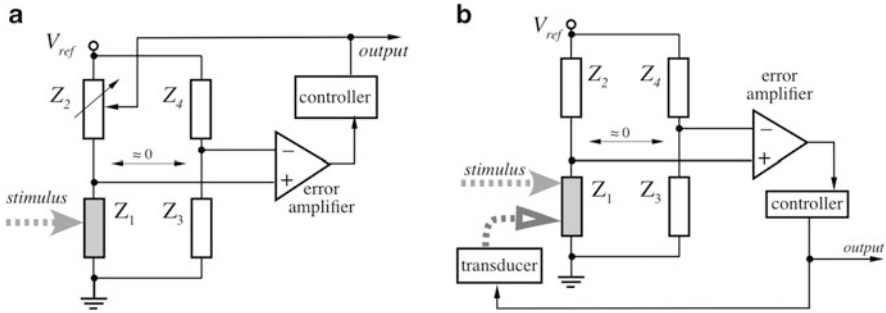 a
V_ref
output
Z_2
Z_4
controller
≈ 0
−
+
error
amplifier
stimulus
Z_1
Z_3
b
V_ref
Z_2
Z_4
error
amplifier
≈ 0
−
+
stimulus
Z_1
Z_3
controller
transducer
output